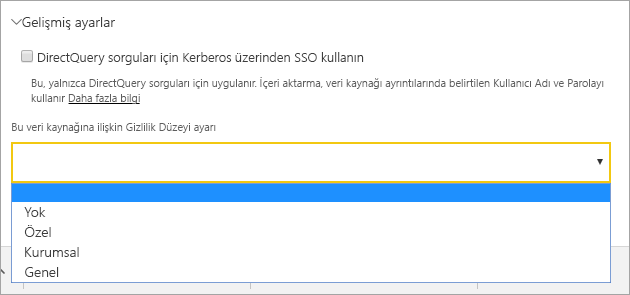 Gelişmiş ayarlar
DirectQuery sorguları için Kerberos üzerinden SSO kullanın
Bu, yalnızca DirectQuery sorguları için uygulanır. İçeri aktarma, veri kaynağı ayrıntılarında belirtilen Kullanıcı Adı ve Parolayı
kullanır Daha fazla bilgi
Bu veri kaynağına ilişkin Gizlilik Düzeyi ayarı
Yok
Özel
Kurumsal
Genel